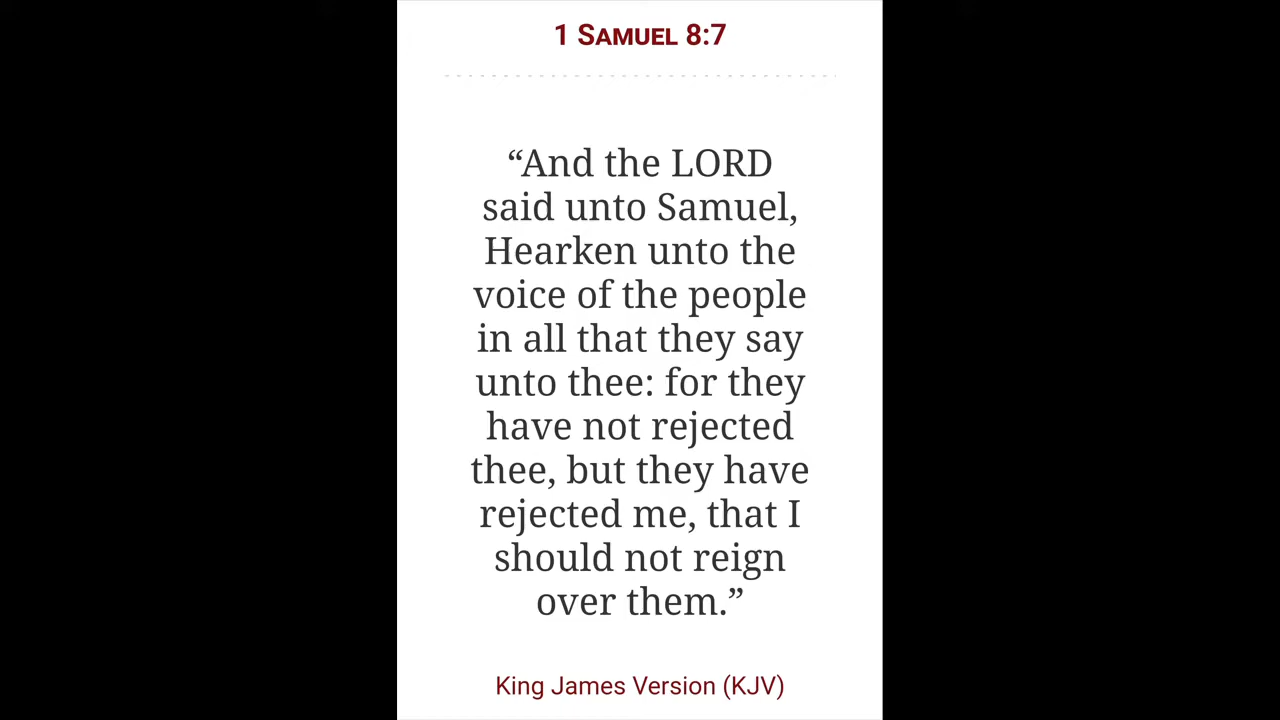 1 SAMUEL 8:7
“And the LORD
said unto Samuel,
Hearken unto the
voice of the people
in all that they say
unto thee: for they
have not rejected
thee, but they have
rejected me, that I
should not reign
over them.”
King James Version (KJV)